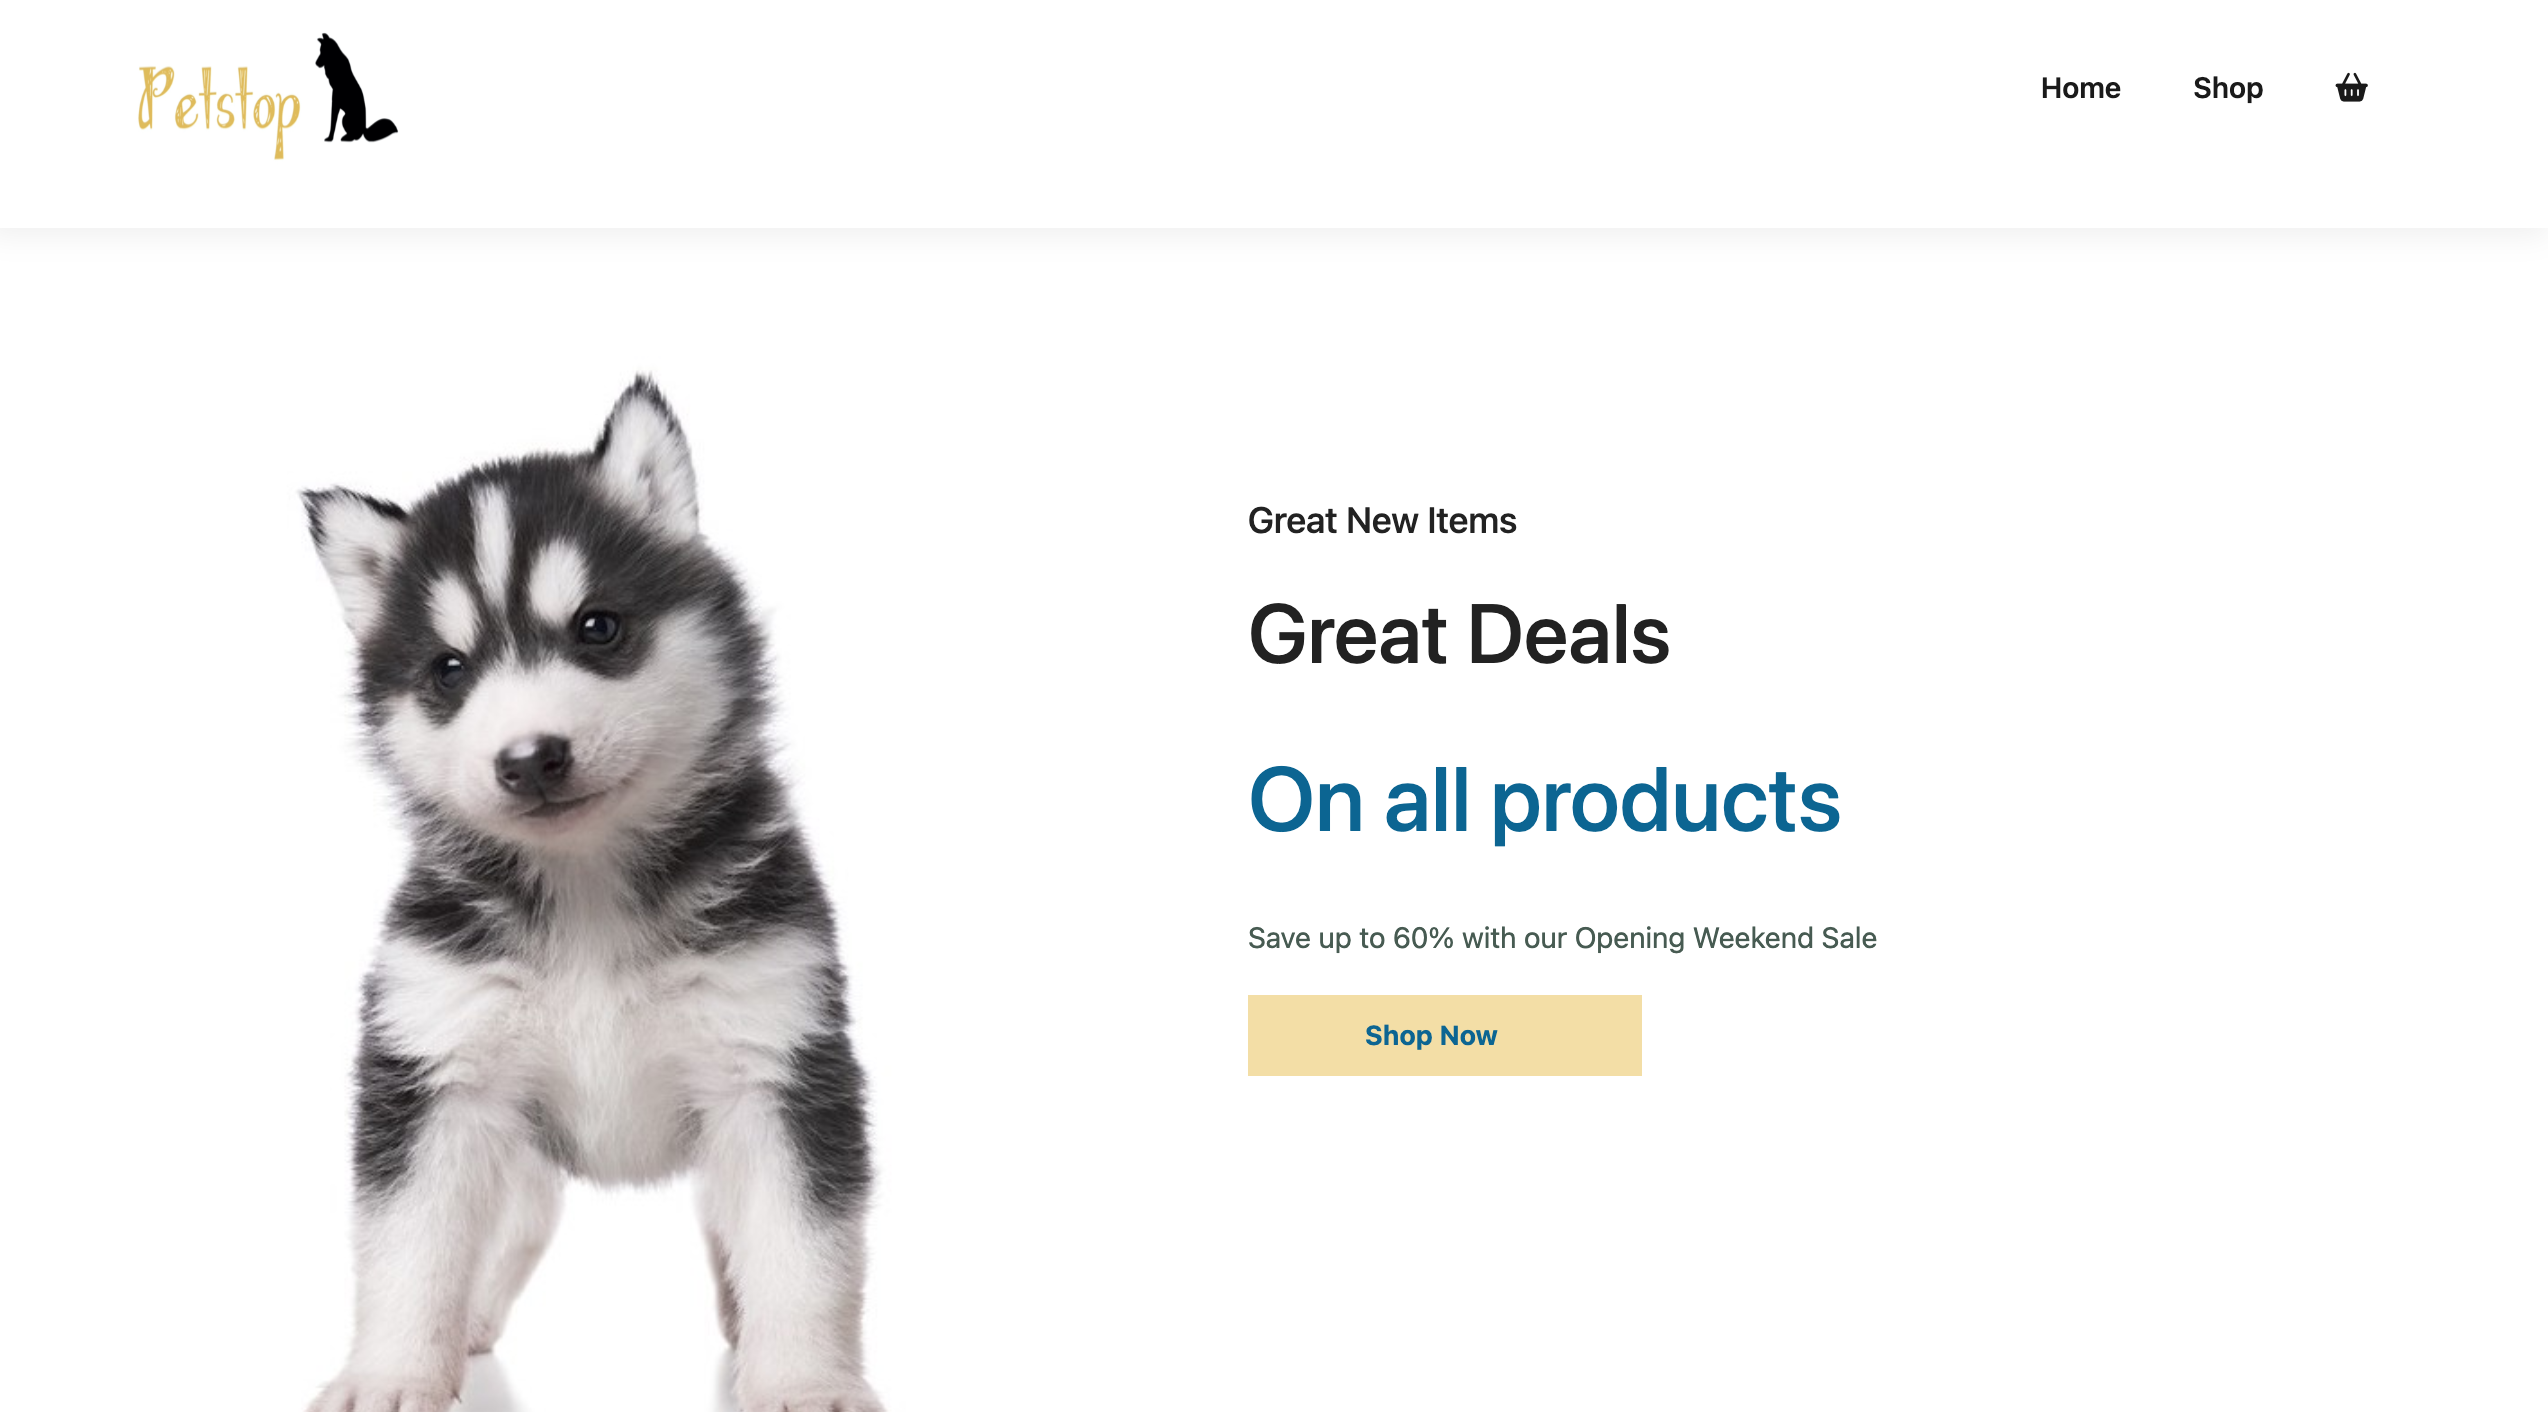 Petstop
Home
Shop
Great New Items
Great Deals
On all products
Save up to 60% with our Opening Weekend Sale
Shop Now